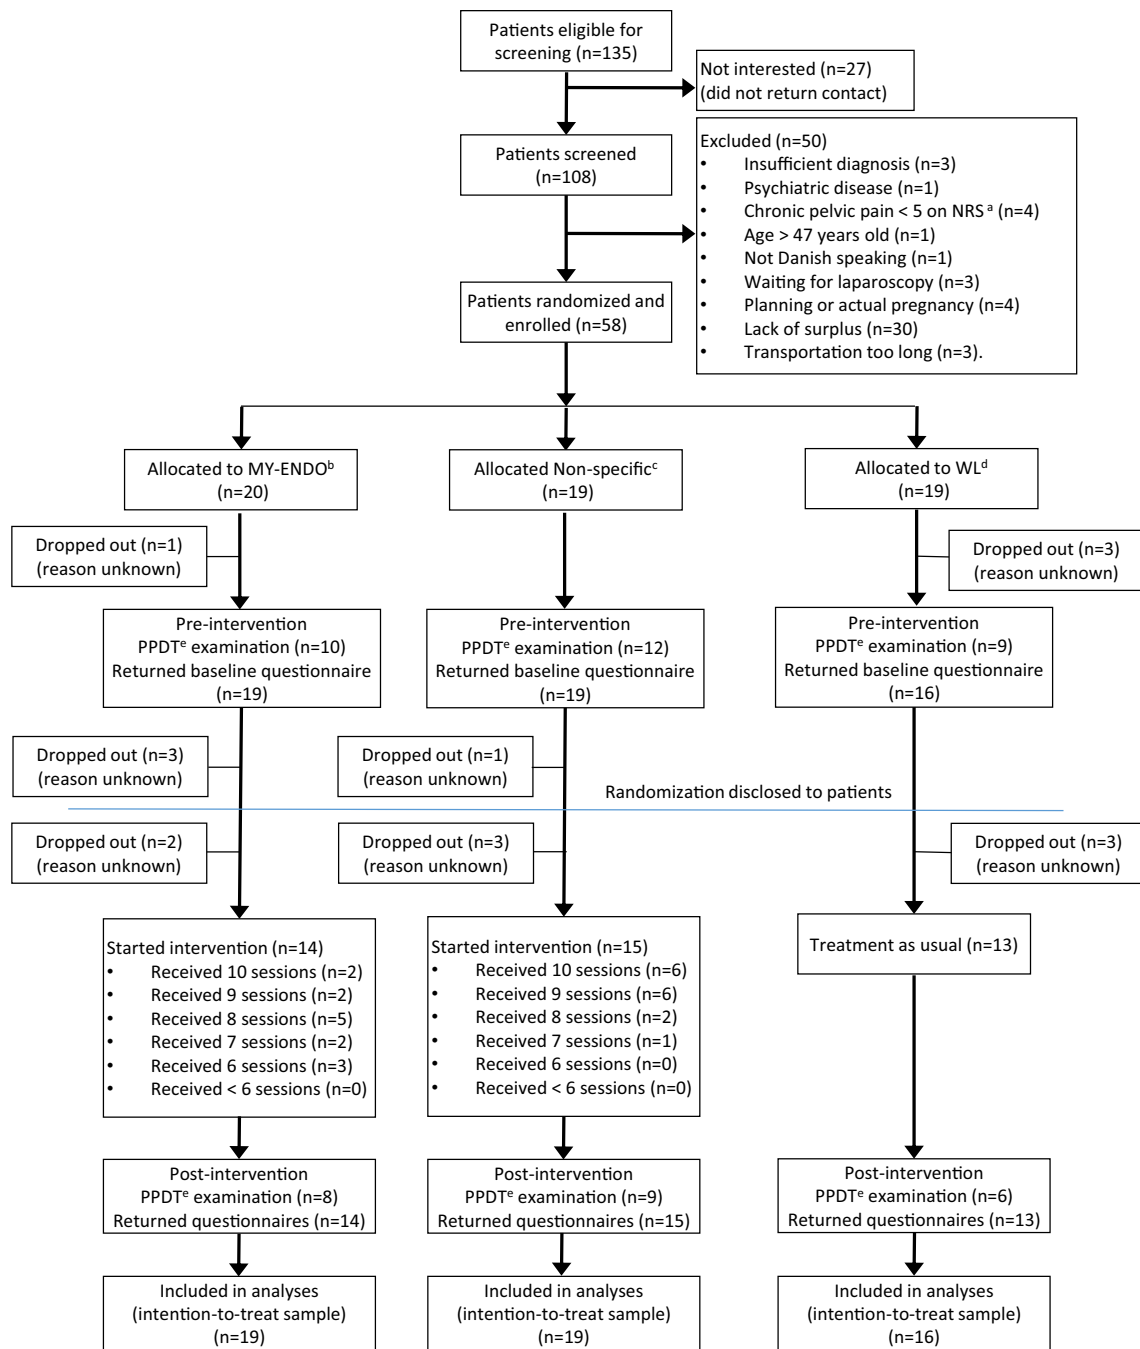 Patients eligible for
screening (n=135)
Not interested (n=27)
(did not return contact)
Patients screened
(n=108)
Excluded (n=50)
• Insufficient diagnosis (n=3)
• Psychiatric disease (n=1)
• Chronic pelvic pain < 5 on NRS a (n=4)
• Age > 47 years old (n=1)
• Not Danish speaking (n=1)
• Waiting for laparoscopy (n=3)
• Planning or actual pregnancy (n=4)
• Lack of surplus (n=30)
• Transportation too long (n=3).
Patients randomized and
enrolled (n=58)
Allocated to MY-ENDOb
(n=20)
Allocated Non-specificc
(n=19)
Allocated to WLd
(n=19)
Dropped out (n=1)
(reason unknown)
Dropped out (n=3)
(reason unknown)
Pre-intervention
PPDTe examination (n=10)
Returned baseline questionnaire
(n=19)
Pre-intervention
PPDTe examination (n=12)
Returned baseline questionnaire
(n=19)
Pre-intervention
PPDTe examination (n=9)
Returned baseline questionnaire
(n=16)
Dropped out (n=3)
(reason unknown)
Dropped out (n=1)
(reason unknown)
Randomization disclosed to patients
Dropped out (n=2)
(reason unknown)
Dropped out (n=3)
(reason unknown)
Dropped out (n=3)
(reason unknown)
Started intervention (n=14)
• Received 10 sessions (n=2)
• Received 9 sessions (n=2)
• Received 8 sessions (n=5)
• Received 7 sessions (n=2)
• Received 6 sessions (n=3)
• Received < 6 sessions (n=0)
Started intervention (n=15)
• Received 10 sessions (n=6)
• Received 9 sessions (n=6)
• Received 8 sessions (n=2)
• Received 7 sessions (n=1)
• Received 6 sessions (n=0)
• Received < 6 sessions (n=0)
Treatment as usual (n=13)
Post-intervention
PPDTe examination (n=8)
Returned questionnaires (n=14)
Post-intervention
PPDTe examination (n=9)
Returned questionnaires (n=15)
Post-intervention
PPDTe examination (n=6)
Returned questionnaires (n=13)
Included in analyses
(intention-to-treat sample)
(n=19)
Included in analyses
(intention-to-treat sample)
(n=19)
Included in analyses
(intention-to-treat sample)
(n=16)